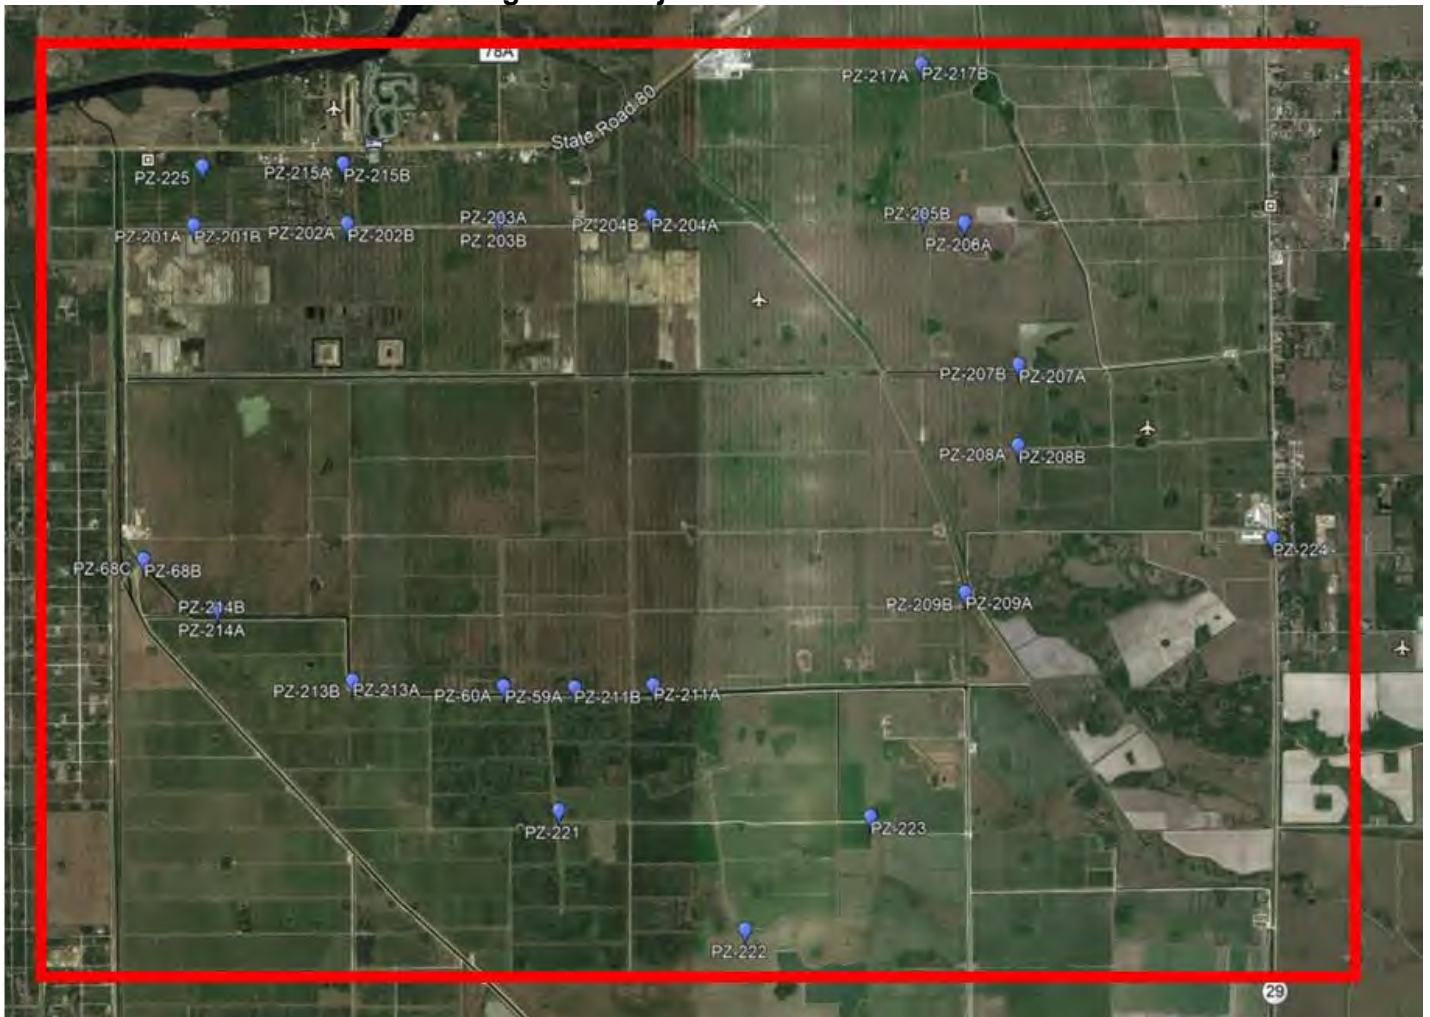 78A
PZ-217A PZ-217B
State Road 80
PZ-225
PZ-215A PZ-215B
PZ-201A PZ-201B
PZ-202A PZ-202B
PZ-203A
PZ 203B
PZ-204B PZ-204A
PZ-205B
PZ-206A
PZ-207B PZ-207A
PZ-208A PZ-208B
PZ-224
PZ-68C PZ-68B
PZ-214B
PZ-214A
PZ-209B PZ-209A
PZ-213B PZ-213A
PZ-60A PZ-59A PZ-211B PZ-211A
PZ-221
PZ-223
PZ-222
29